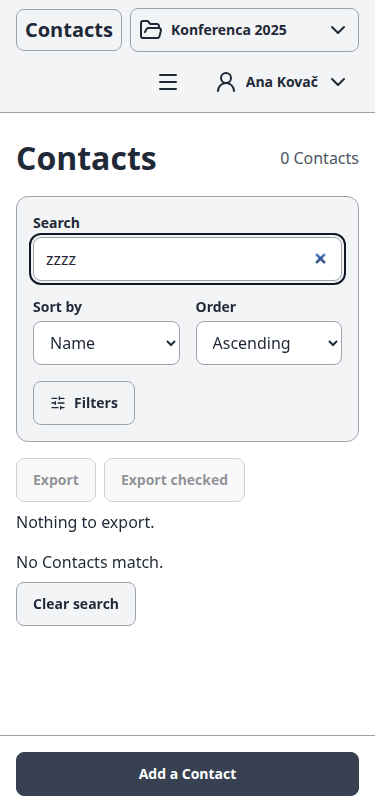 Contacts
Konferenca 2025
Ana Kovač
Contacts
0 Contacts
Search
zzzz
Sort by
Order
Name
Ascending
Filters
Export
Export checked
Nothing to export.
No Contacts match.
Clear search
Add a Contact